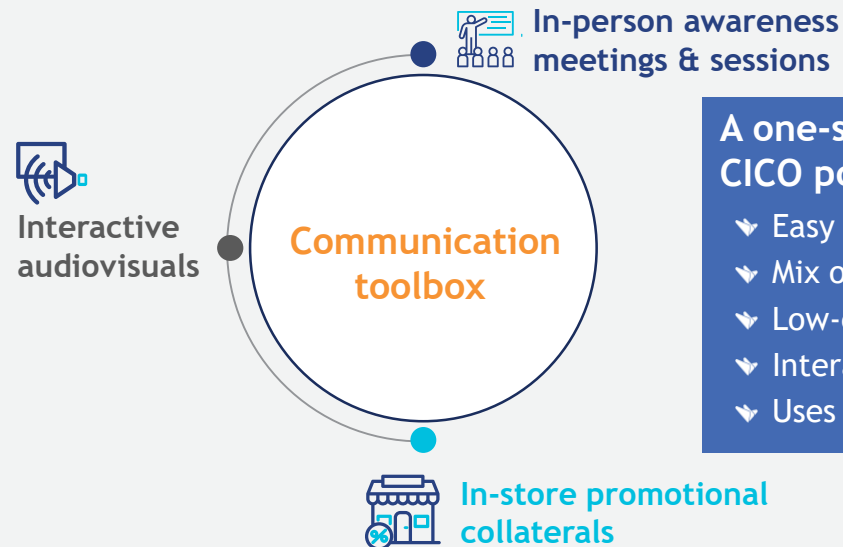 In-person awareness
meetings & sessions
Interactive
audiovisuals
Communication
toolbox
In-store promotional
collaterals
%
A one-s
CICO po
Easy
Mix o
Low-
Intera
Uses